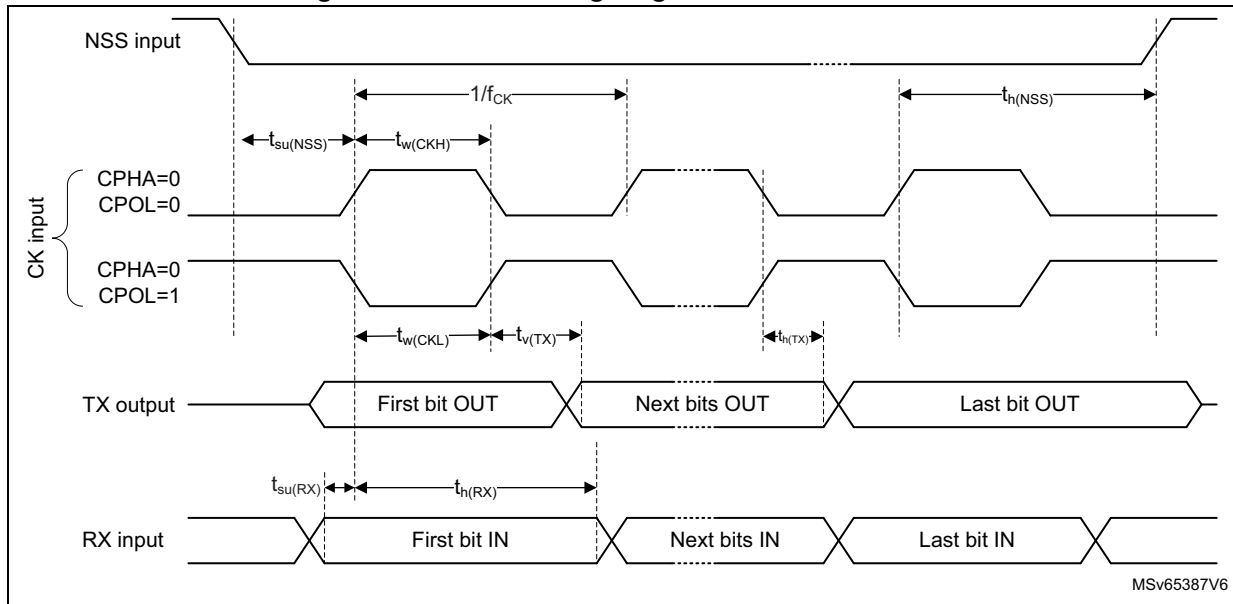 NSS input
1/fCK
th(NSS)
tsu(NSS)
tw(CKH)
CK input
CPHA=0
CPOL=0
CPHA=0
CPOL=1
tw(CKL)
tv(TX)
th(TX)
TX output
First bit OUT
Next bits OUT
Last bit OUT
tsu(RX)
th(RX)
RX input
First bit IN
Next bits IN
Last bit IN
MSv65387V6